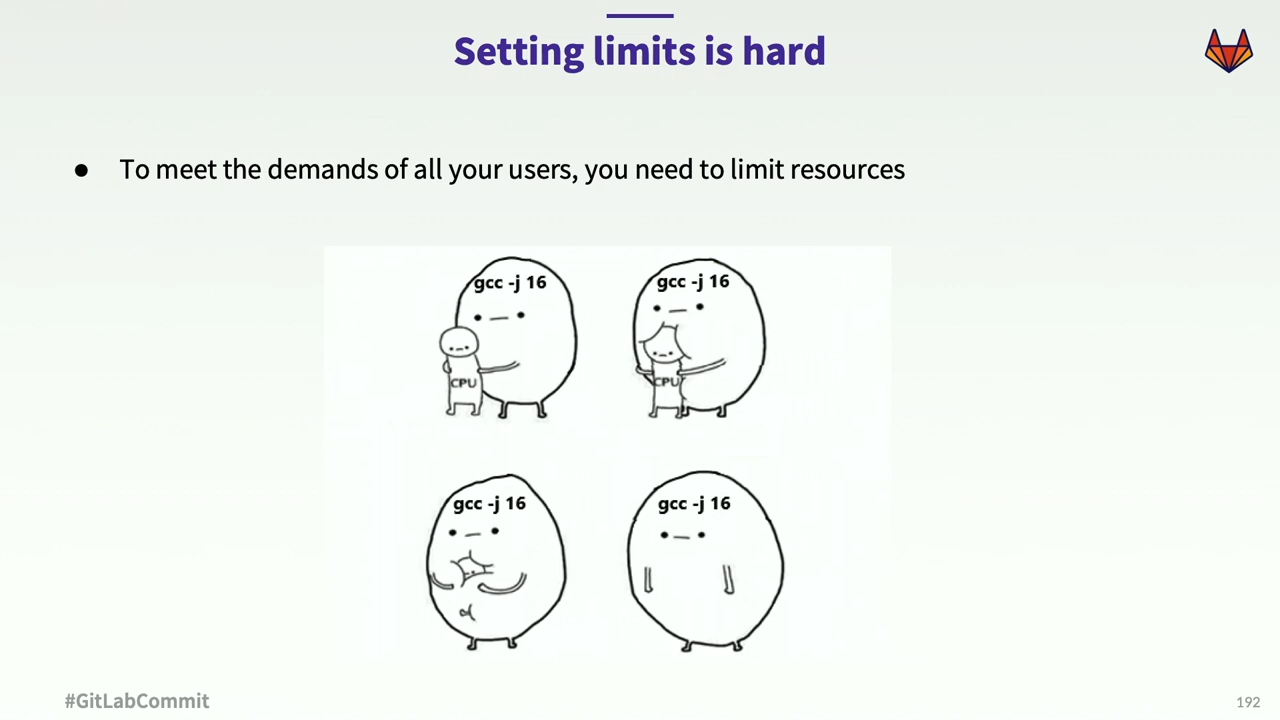 Setting limits is hard
● To meet the demands of all your users, you need to limit resources
gcc -j 16
gcc -j 16
CPU
CPU
gcc -j 16
gcc -j 16
#GitLabCommit
192